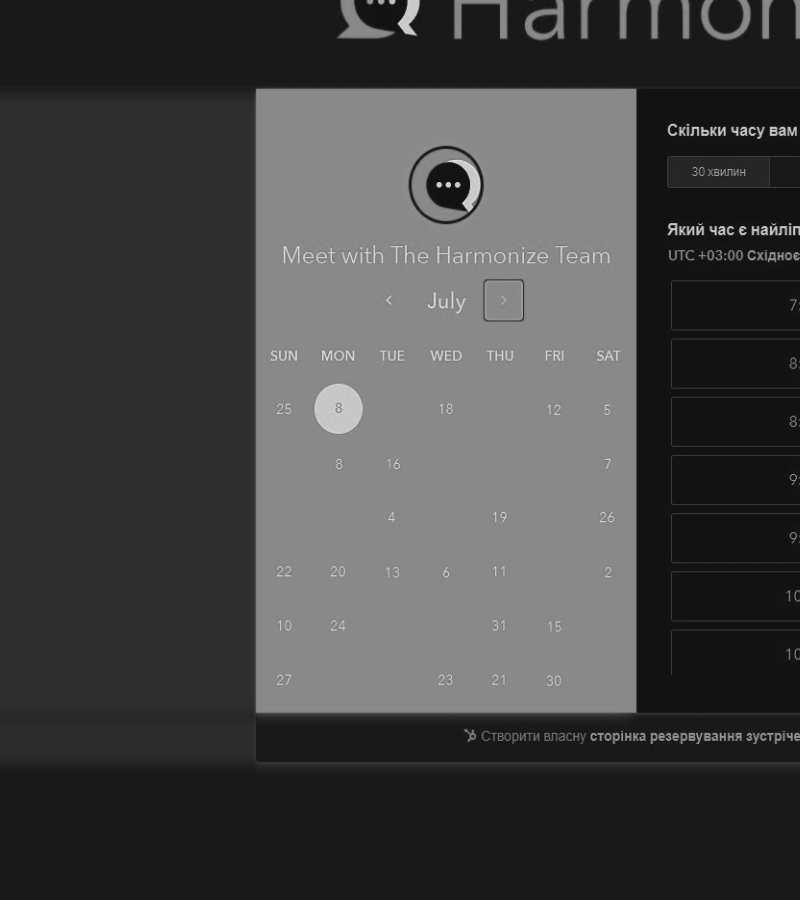 Harmon
Meet with The Harmonize Team
July
SUN MON TUE WED THU FRI SAT
25 8 18 12 5
8 16 7
4 19 26
22 20 13 6 11 2
10 24 31 15
27 23 21 30
Скільки часу вам
30 хвилин
Який час є найліп
UTC +03:00 Східноє
7:
8:
8:
9:
9:
10
10
Створити власну сторінка резервування зустріче